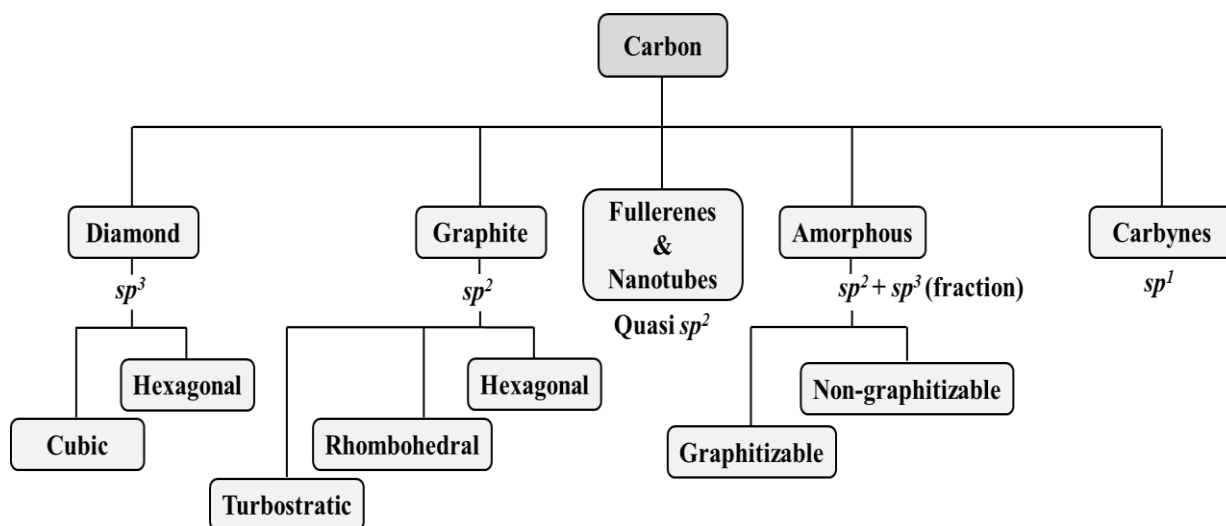 Carbon
Diamond
Graphite
Fullerenes
&
Nanotubes
Amorphous
Carbynes
sp³
sp²
Quasi sp²
sp² + sp³ (fraction)
sp¹
Hexagonal
Cubic
Hexagonal
Rhombohedral
Turbostratic
Non-graphitizable
Graphitizable